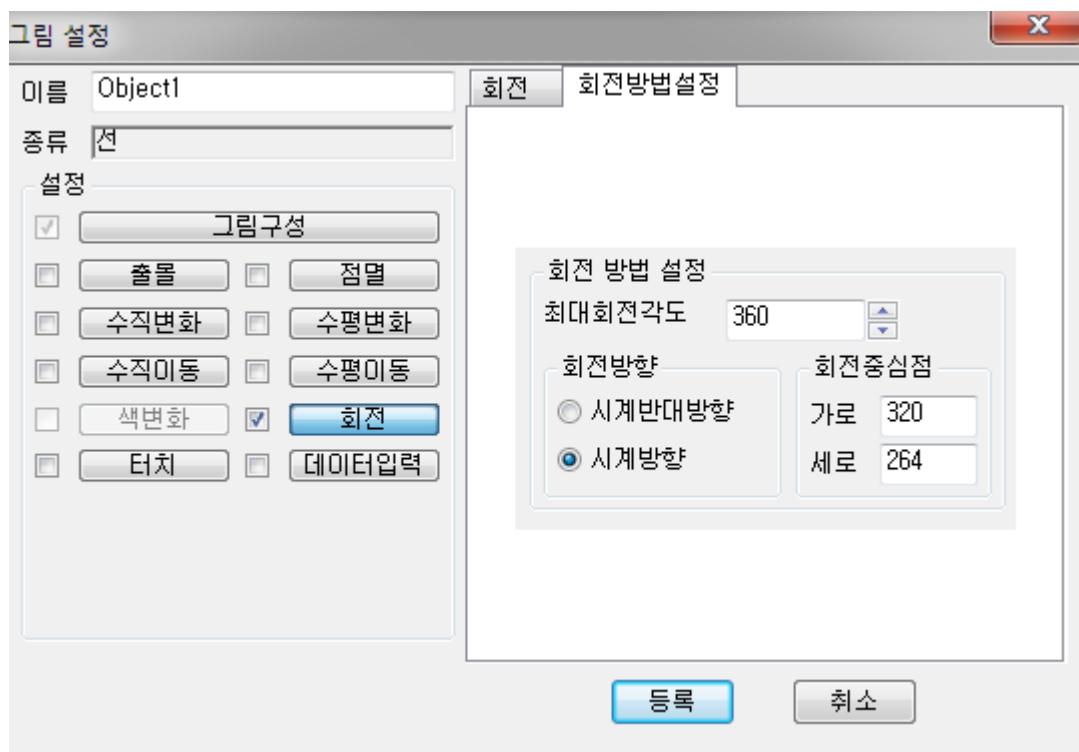 그림 설정
이름 Object1
종류 선
설정
그림구성
출몰 점멸
수직변화 수평변화
수직이동 수평이동
색변화 회전
터치 데이터입력
회전 회전방법설정
회전 방법 설정
최대회전각도 360
회전방향
시계반대방향
시계방향
회전중심점
가로 320
세로 264
등록 취소